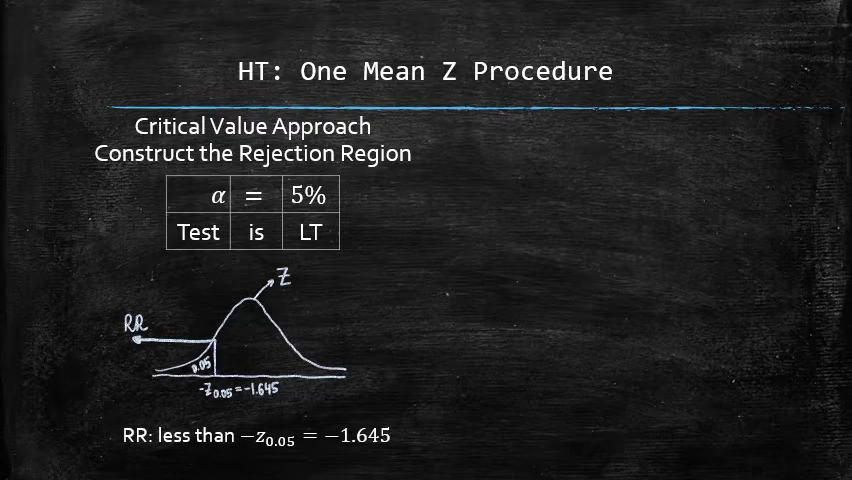 HT: One Mean Z Procedure
Critical Value Approach
Construct the Rejection Region
α = 5%
Test is LT
Z
RR
0.05
-Z0.05 = -1.645
RR: less than −z₀.₀₅ = −1.645